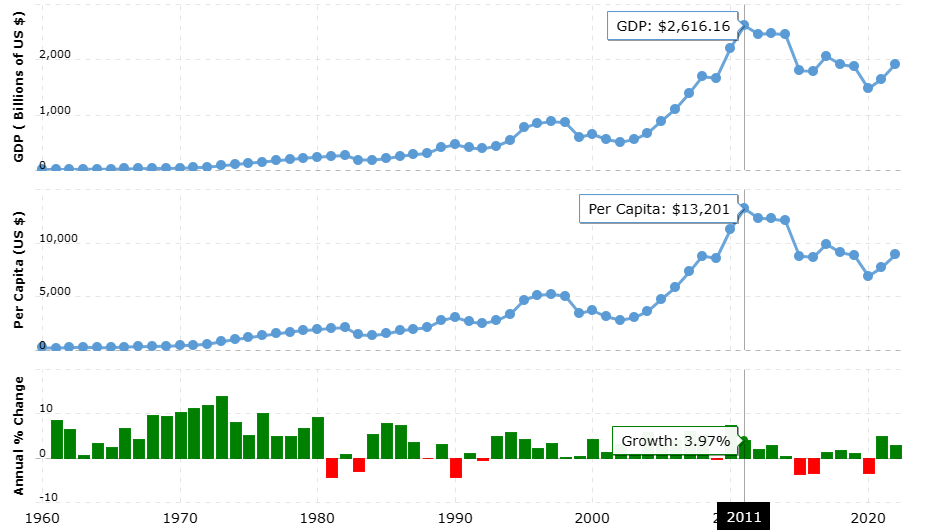 GDP ( Billions of US $)
2,000
1,000
0
GDP: $2,616.16
Per Capita (US $)
10,000
5,000
0
Per Capita: $13,201
Annual % Change
10
0
-10
Growth: 3.97%
1960 1970 1980 1990 2000 2011 2020